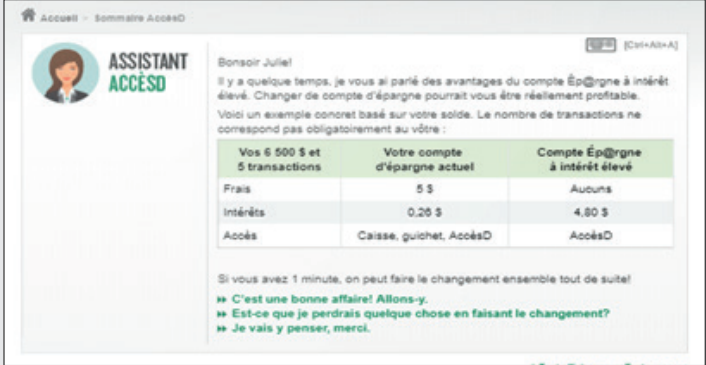 Accueil - Sommaire AccèsD
[Ctrl+Alt+A]
ASSISTANT
ACCÈSD
Bonsoir Julie!
Il y a quelque temps, je vous ai parlé des avantages du compte Ép@rgne à intérêt
élevé. Changer de compte d'épargne pourrait vous être réellement profitable.
Voici un exemple concret basé sur votre solde. Le nombre de transactions ne
correspond pas obligatoirement au vôtre :
Vos 6 500 $ et
5 transactions
Votre compte
d'épargne actuel
Compte Ép@rgne
à intérêt élevé
Frais 5 $ Aucuns
Intérêts 0,26 $ 4,80 $
Accès Caisse, guichet, AccèsD AccèsD
Si vous avez 1 minute, on peut faire le changement ensemble tout de suite!
C'est une bonne affaire! Allons-y.
Est-ce que je perdrais quelque chose en faisant le changement?
Je vais y penser, merci.